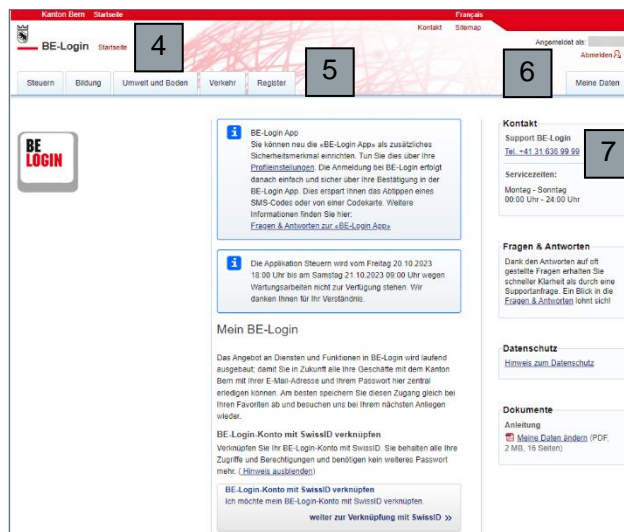 Kanton Bern Startseite Français
Kontakt Sitemap
BE-Login Startseite
4
Angemeldet als:
Abmelden
5
6
Steuern Bildung Umwelt und Boden Verkehr Register Meine Daten
BE
LOGIN
BE-Login App
Sie können neu die «BE-Login App» als zusätzliches
Sicherheitsmerkmal einrichten. Tun Sie dies über Ihre
Profileinstellungen. Die Anmeldung bei BE-Login erfolgt
danach einfach und sicher über Ihre Bestätigung in der
BE-Login App. Dies erspart Ihnen das Abtippen eines
SMS-Codes oder von einer Codekarte. Weitere
Informationen finden Sie hier:
Fragen & Antworten zur «BE-Login App»
Die Applikation Steuern wird vom Freitag 20.10.2023
18:00 Uhr bis am Samstag 21.10.2023 09:00 Uhr wegen
Wartungsarbeiten nicht zur Verfügung stehen. Wir
danken Ihnen für Ihr Verständnis.
Mein BE-Login
Das Angebot an Diensten und Funktionen in BE-Login wird laufend
ausgebaut; damit Sie in Zukunft alle Ihre Geschäfte mit dem Kanton
Bern mit Ihrer E-Mail-Adresse und Ihrem Passwort hier zentral
erledigen können. Am besten speichern Sie diesen Zugang gleich bei
Ihren Favoriten ab und besuchen uns bei Ihrem nächsten Anliegen
wieder.
BE-Login-Konto mit SwissID verknüpfen
Verknüpfen Sie Ihr BE-Login-Konto mit SwissID. Sie behalten alle Ihre
Zugriffe und Berechtigungen und benötigen kein weiteres Passwort
mehr. ( Hinweis ausblenden)
BE-Login-Konto mit SwissID verknüpfen
Ich möchte mein BE-Login-Konto mit SwissID verknüpfen.
weiter zur Verknüpfung mit SwissID »
Kontakt
Support BE-Login
Tel. +41 31 636 99 99
7
Servicezeiten:
Montag - Sonntag
00:00 Uhr - 24:00 Uhr
Fragen & Antworten
Dank den Antworten auf oft
gestellte Fragen erhalten Sie
schneller Klarheit als durch eine
Supportanfrage. Ein Blick in die
Fragen & Antworten lohnt sich!
Datenschutz
Hinweis zum Datenschutz
Dokumente
Anleitung
Meine Daten ändern (PDF,
2 MB, 16 Seiten)